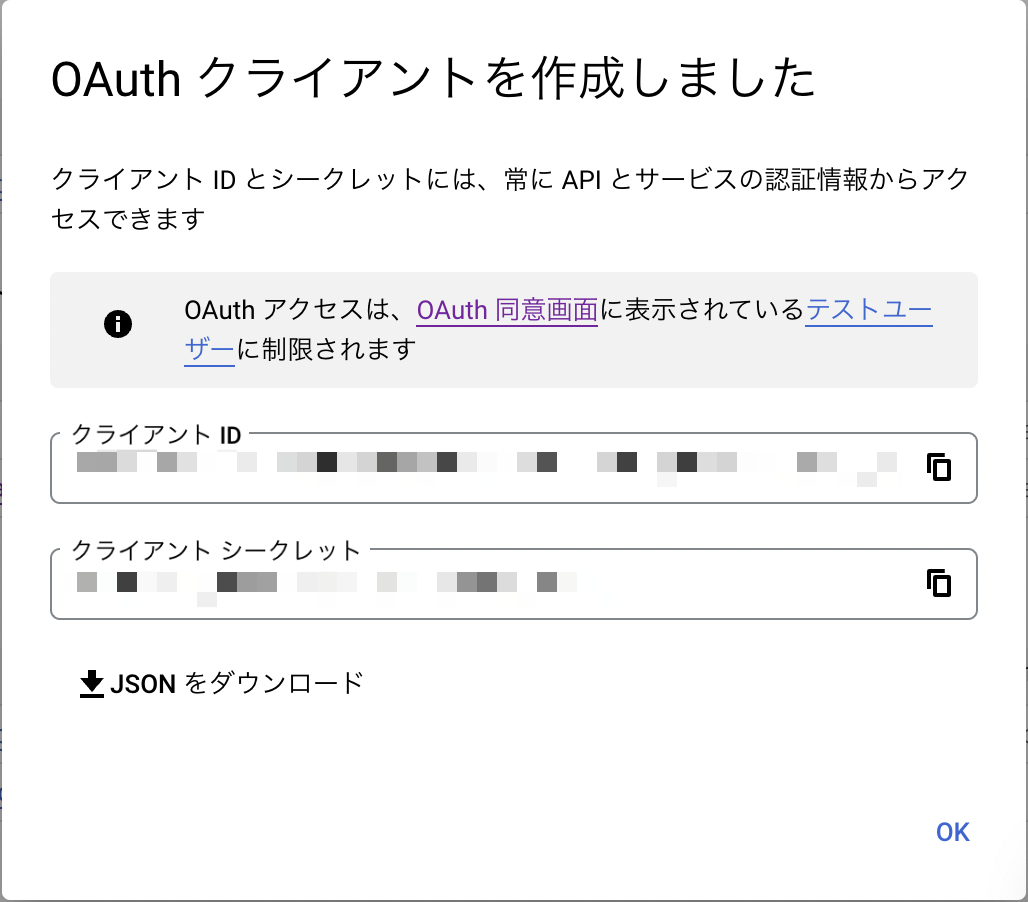 OAuth クライアントを作成しました
クライアント ID とシークレットには、常に API とサービスの認証情報からアク
セスできます
OAuth アクセスは、OAuth 同意画面に表示されているテストユー
ザーに制限されます
クライアント ID
クライアント シークレット
JSON をダウンロード
OK